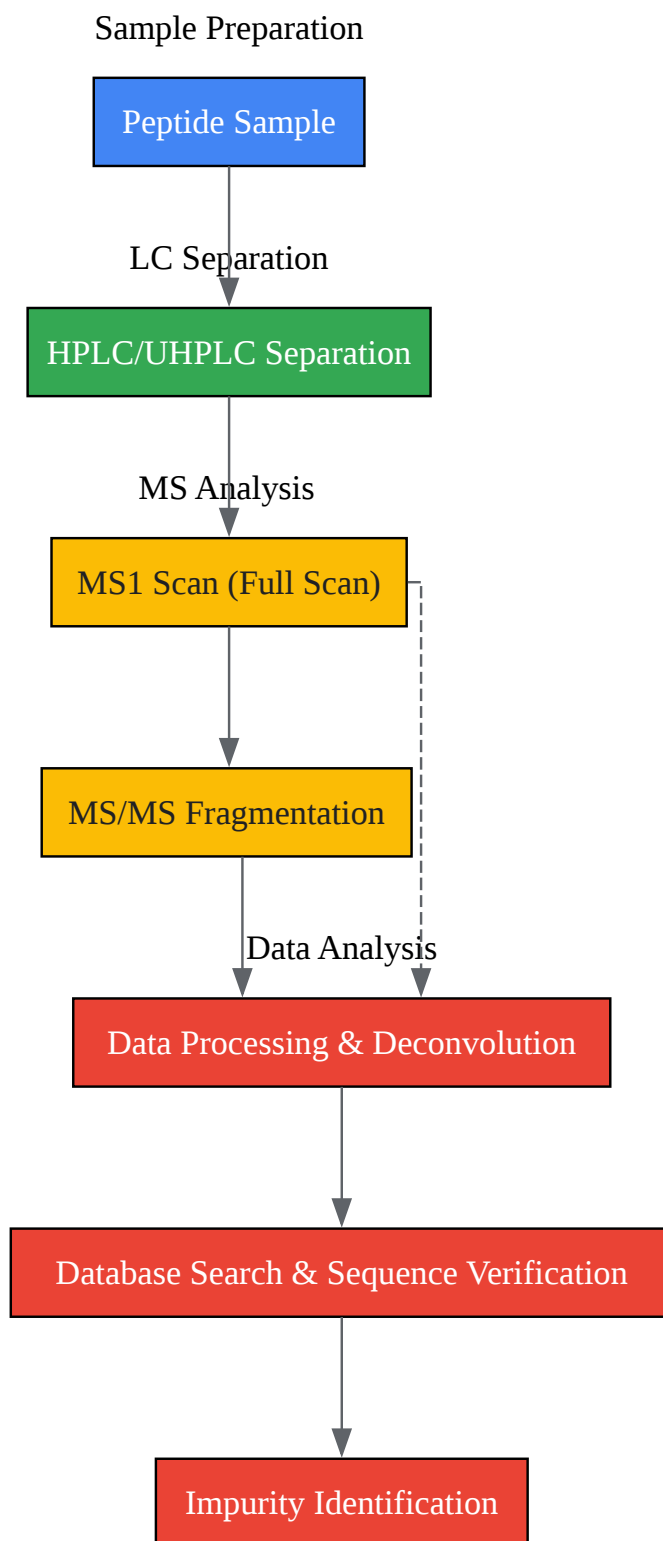 Sample Preparation
Peptide Sample
LC Separation
HPLC/UHPLC Separation
MS Analysis
MS1 Scan (Full Scan)
MS/MS Fragmentation
Data Analysis
Data Processing & Deconvolution
Database Search & Sequence Verification
Impurity Identification